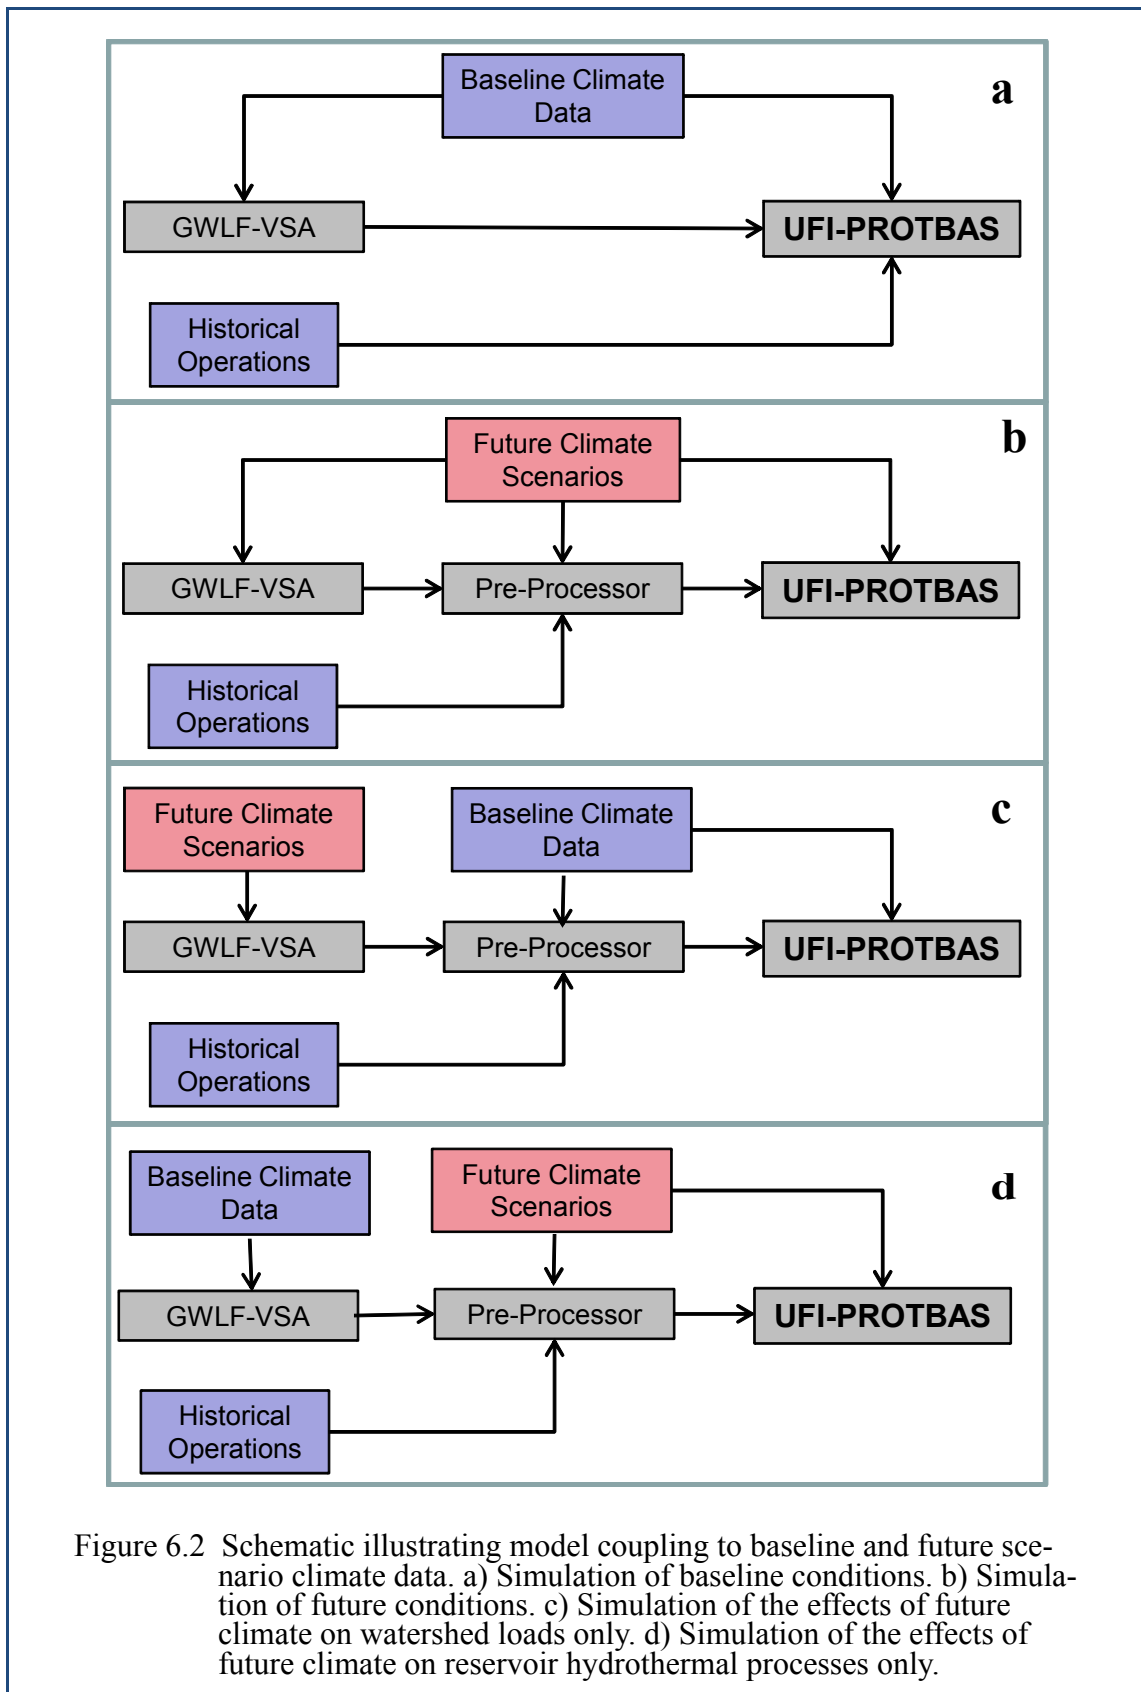 a
Baseline Climate
Data
GWLF-VSA
UFI-PROTBAS
Historical
Operations
b
Future Climate
Scenarios
GWLF-VSA
Pre-Processor
UFI-PROTBAS
Historical
Operations
c
Future Climate
Scenarios
Baseline Climate
Data
GWLF-VSA
Pre-Processor
UFI-PROTBAS
Historical
Operations
d
Baseline Climate
Data
Future Climate
Scenarios
GWLF-VSA
Pre-Processor
UFI-PROTBAS
Historical
Operations
Figure 6.2 Schematic illustrating model coupling to baseline and future sce-
nario climate data. a) Simulation of baseline conditions. b) Simula-
tion of future conditions. c) Simulation of the effects of future
climate on watershed loads only. d) Simulation of the effects of
future climate on reservoir hydrothermal processes only.